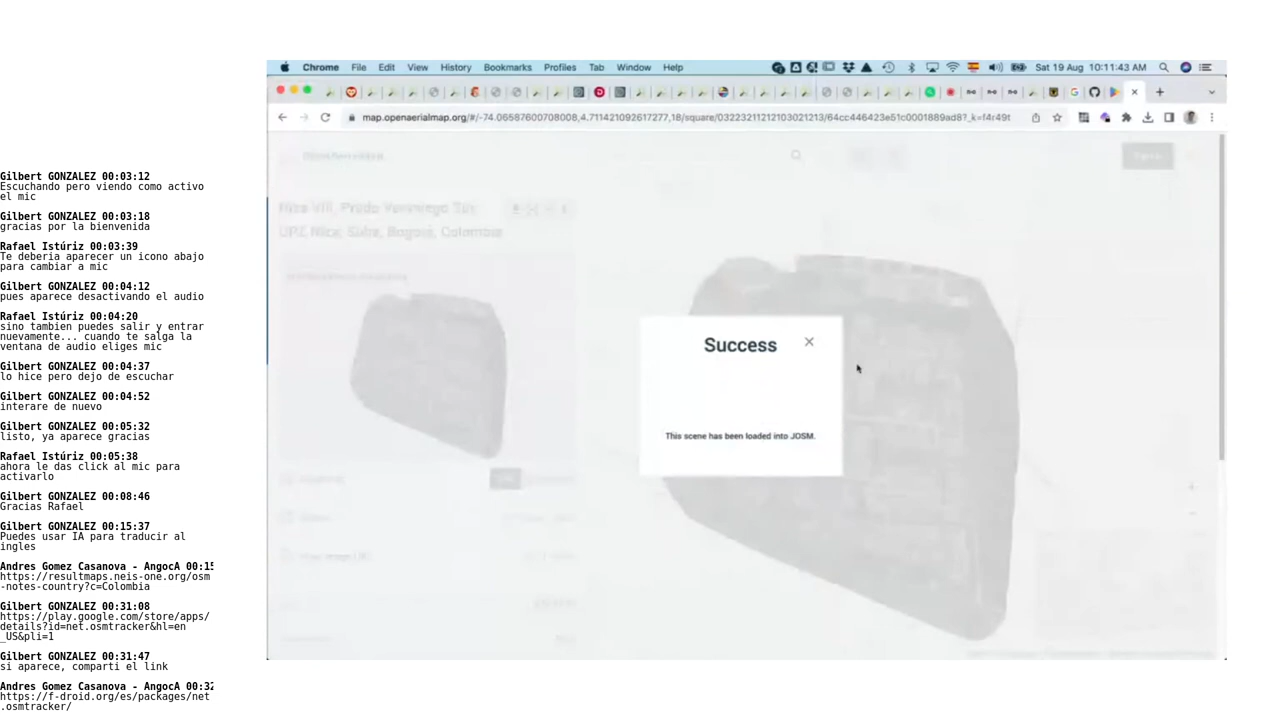 Gilbert GONZALEZ 00:03:12
Escuchando pero viendo como activo
el mic
Gilbert GONZALEZ 00:03:18
gracias por la bienvenida
Rafael Istúriz 00:03:39
Te deberia aparecer un icono abajo
para cambiar a mic
Gilbert GONZALEZ 00:04:12
pues aparece desactivando el audio
Rafael Istúriz 00:04:20
sino tambien puedes salir y entrar
nuevamente... cuando te salga la
ventana de audio eliges mic
Gilbert GONZALEZ 00:04:37
lo hice pero dejo de escuchar
Gilbert GONZALEZ 00:04:52
interare de nuevo
Gilbert GONZALEZ 00:05:32
listo, ya aparece gracias
Rafael Istúriz 00:05:38
ahora le das click al mic para
activarlo
Gilbert GONZALEZ 00:08:46
Gracias Rafael
Gilbert GONZALEZ 00:15:37
Puedes usar IA para traducir al
ingles
Andres Gomez Casanova - AngocA 00:15
https://resultmaps.neis-one.org/osm
-notes-country?c=Colombia
Gilbert GONZALEZ 00:31:08
https://play.google.com/store/apps/
details?id=net.osmtracker&hl=en
_US&pli=1
Gilbert GONZALEZ 00:31:47
si aparece, comparti el link
Andres Gomez Casanova - AngocA 00:32
https://f-droid.org/es/packages/net
.osmtracker/
Chrome File Edit View History Bookmarks Profiles Tab Window Help Sat 19 Aug 10:11:43 AM
map.openaerialmap.org/#/-74.06587600708008,4.711421092617277,18/square/03223211212103021213/64cc446423e51c0001889ad8?_k=f4r49t
Success
This scene has been loaded into JOSM.